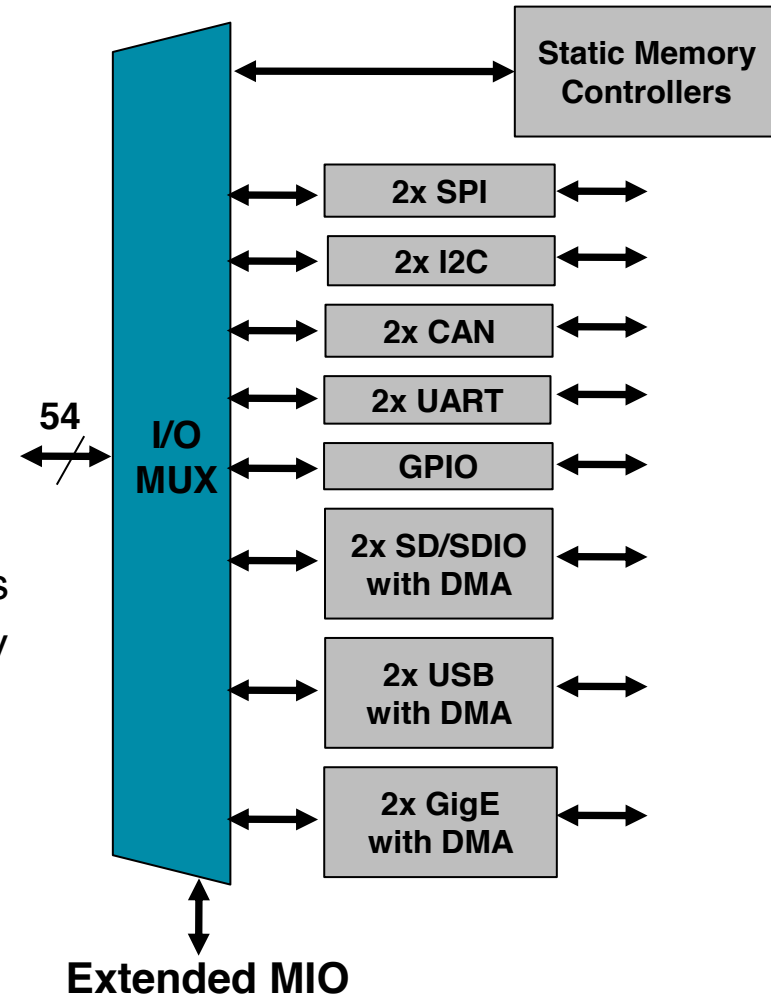 Static Memory
Controllers
2x SPI
2x I2C
2x CAN
2x UART
54
I/O
MUX
GPIO
2x SD/SDIO
with DMA
s
y
2x USB
with DMA
2x GigE
with DMA
Extended MIO